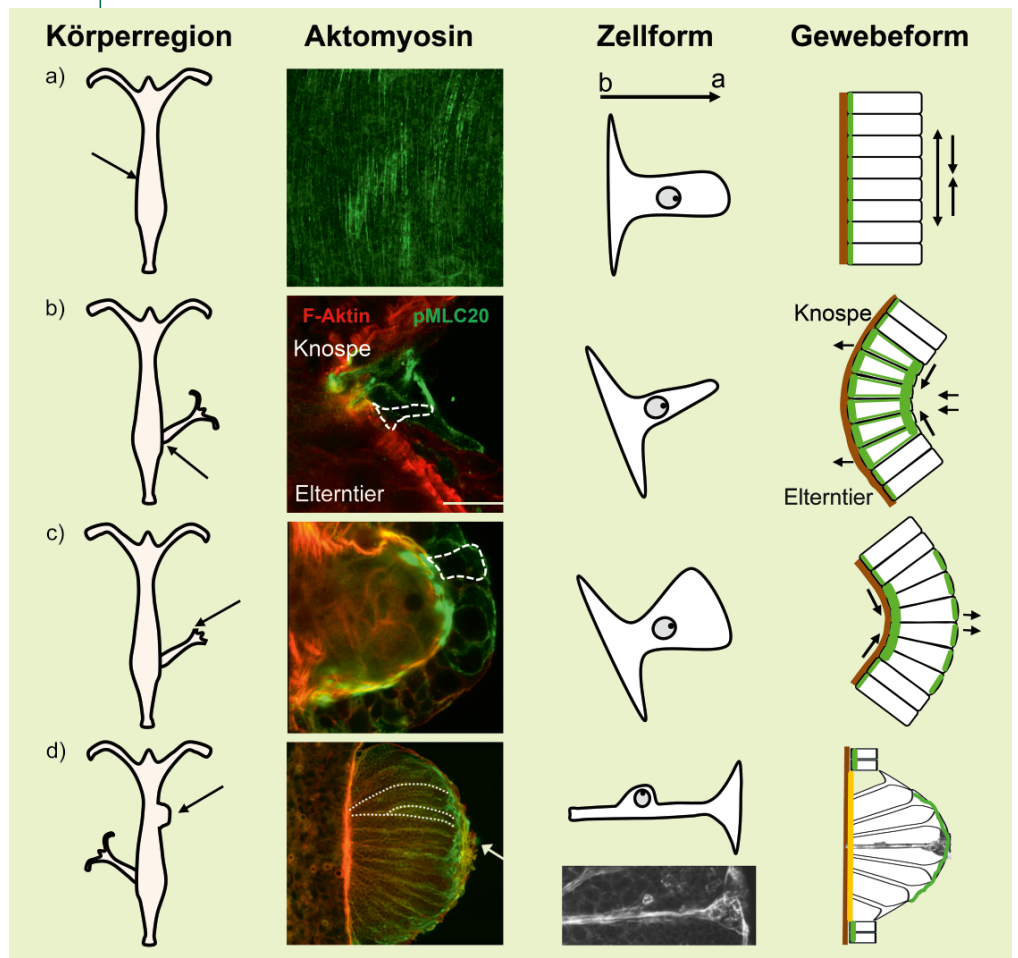 Körperregion Aktomyosin Zellform Gewebeform
a)
b a
b)
F-Aktin pMLC20
Knospe
Elterntier
Knospe
Elterntier
c)
d)